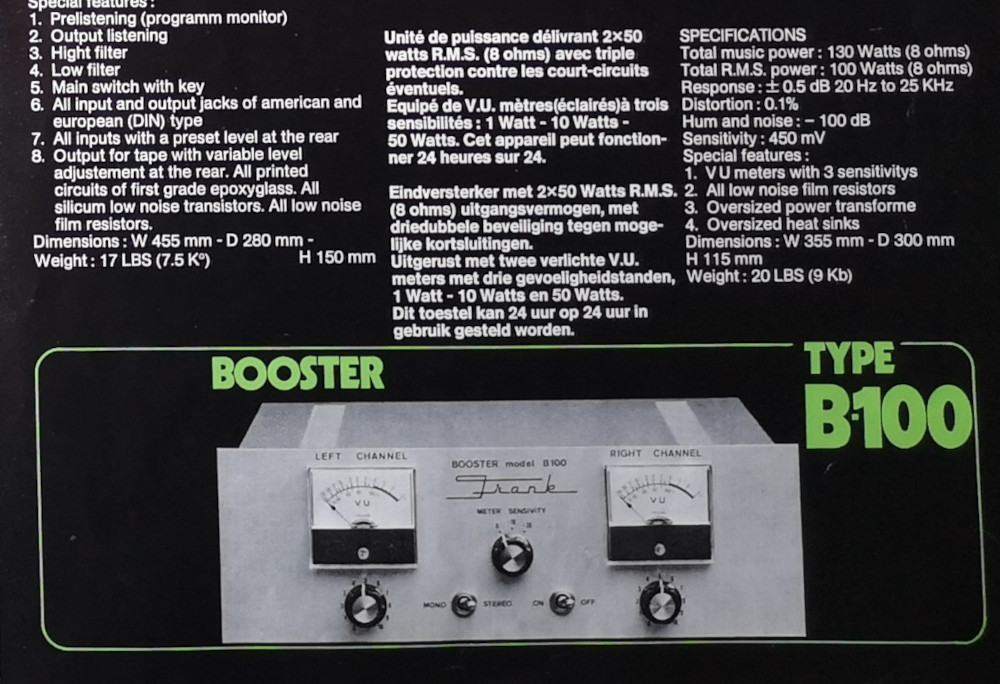 Special features :
1. Prelistening (programm monitor)
2. Output listening
3. Hight filter
4. Low filter
5. Main switch with key
6. All input and output jacks of american and
european (DIN) type
7. All inputs with a preset level at the rear
8. Output for tape with variable level
adjustement at the rear. All printed
circuits of first grade epoxyglass. All
silicum low noise transistors. All low noise
film resistors.
Dimensions : W 455 mm - D 280 mm -
Weight : 17 LBS (7.5 K°) H 150 mm
Unité de puissance délivrant 2×50
watts R.M.S. (8 ohms) avec triple
protection contre les court-circuits
éventuels.
Equipé de V.U. mètres(éclairés)à trois
sensibilités : 1 Watt - 10 Watts -
50 Watts. Cet appareil peut fonction-
ner 24 heures sur 24.
Eindversterker met 2×50 Watts R.M.S.
(8 ohms) uitgangsvermogen, met
driedubbele beveiliging tegen moge-
lijke kortsluitingen.
Uitgerust met twee verlichte V.U.
meters met drie gevoeligheidstanden,
1 Watt - 10 Watts en 50 Watts.
Dit toestel kan 24 uur op 24 uur in
gebruik gesteld worden.
SPECIFICATIONS
Total music power : 130 Watts (8 ohms)
Total R.M.S. power : 100 Watts (8 ohms)
Response : ± 0.5 dB 20 Hz to 25 KHz
Distortion : 0.1%
Hum and noise : – 100 dB
Sensitivity : 450 mV
Special features :
1. VU meters with 3 sensitivitys
2. All low noise film resistors
3. Oversized power transforme
4. Oversized heat sinks
Dimensions : W 355 mm - D 300 mm
H 115 mm
Weight : 20 LBS (9 Kb)
BOOSTER
TYPE
B-100
LEFT CHANNEL
BOOSTER model B100
RIGHT CHANNEL
Frank
METER SENSIVITY
VU
VU
MONO STEREO
ON OFF